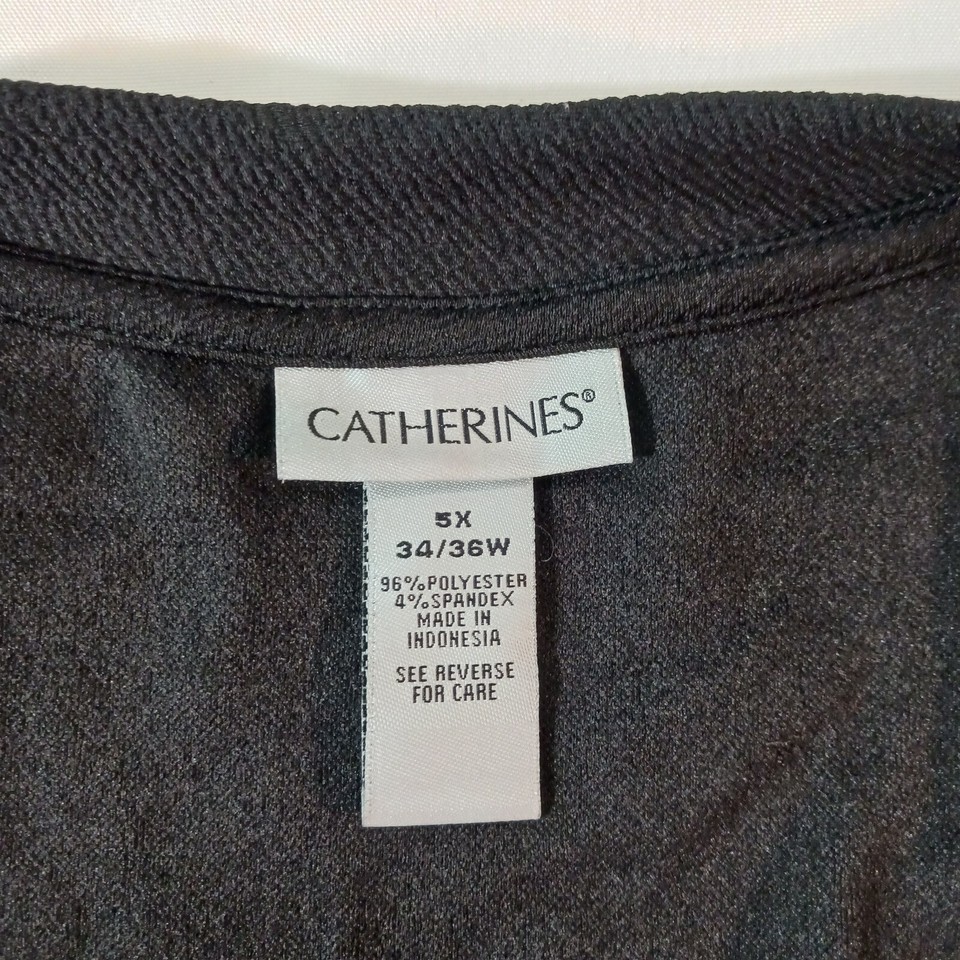 CATHERINES®
5X
34/36W
96%POLYESTER
4%SPANDEX
MADE IN
INDONESIA
SEE REVERSE
FOR CARE